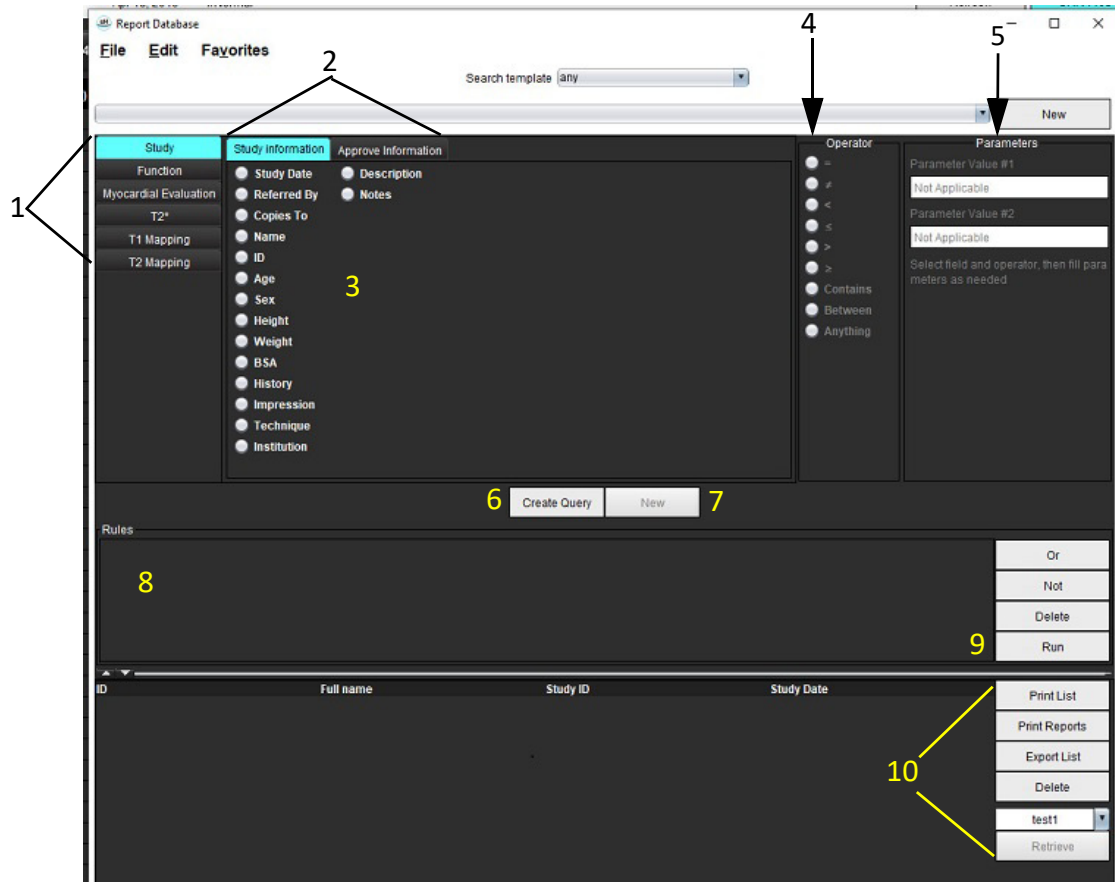 Report Database
4
5
File Edit Favorites
2
Search template any
New
1
Study
Function
Myocardial Evaluation
T2*
T1 Mapping
T2 Mapping
Study information Approve Information
Study Date Description
Referred By Notes
Copies To
Name
ID
Age
Sex
Height
Weight
BSA
History
Impression
Technique
Institution
3
Operator
=
≠
<
≤
>
≥
Contains
Between
Anything
Parameters
Parameter Value #1
Not Applicable
Parameter Value #2
Not Applicable
Select field and operator, then fill para
meters as needed
6 Create Query New 7
Rules
8
Or
Not
Delete
9 Run
ID Full name Study ID Study Date
10
Print List
Print Reports
Export List
Delete
test1
Retrieve